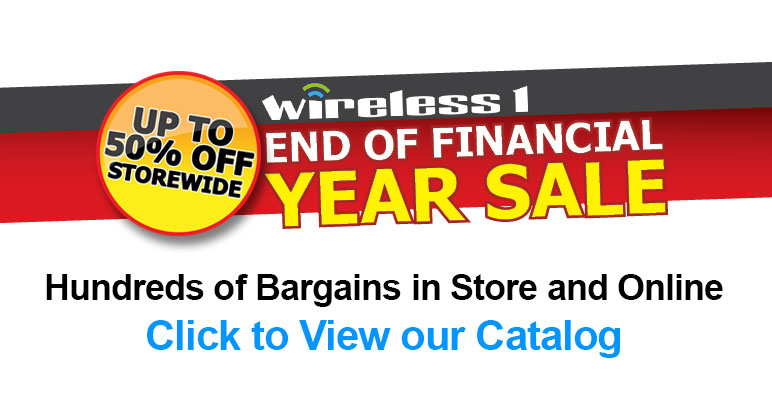 UP TO
50% OFF
STOREWIDE
wireless 1
END OF FINANCIAL
YEAR SALE
Hundreds of Bargains in Store and Online
Click to View our Catalog